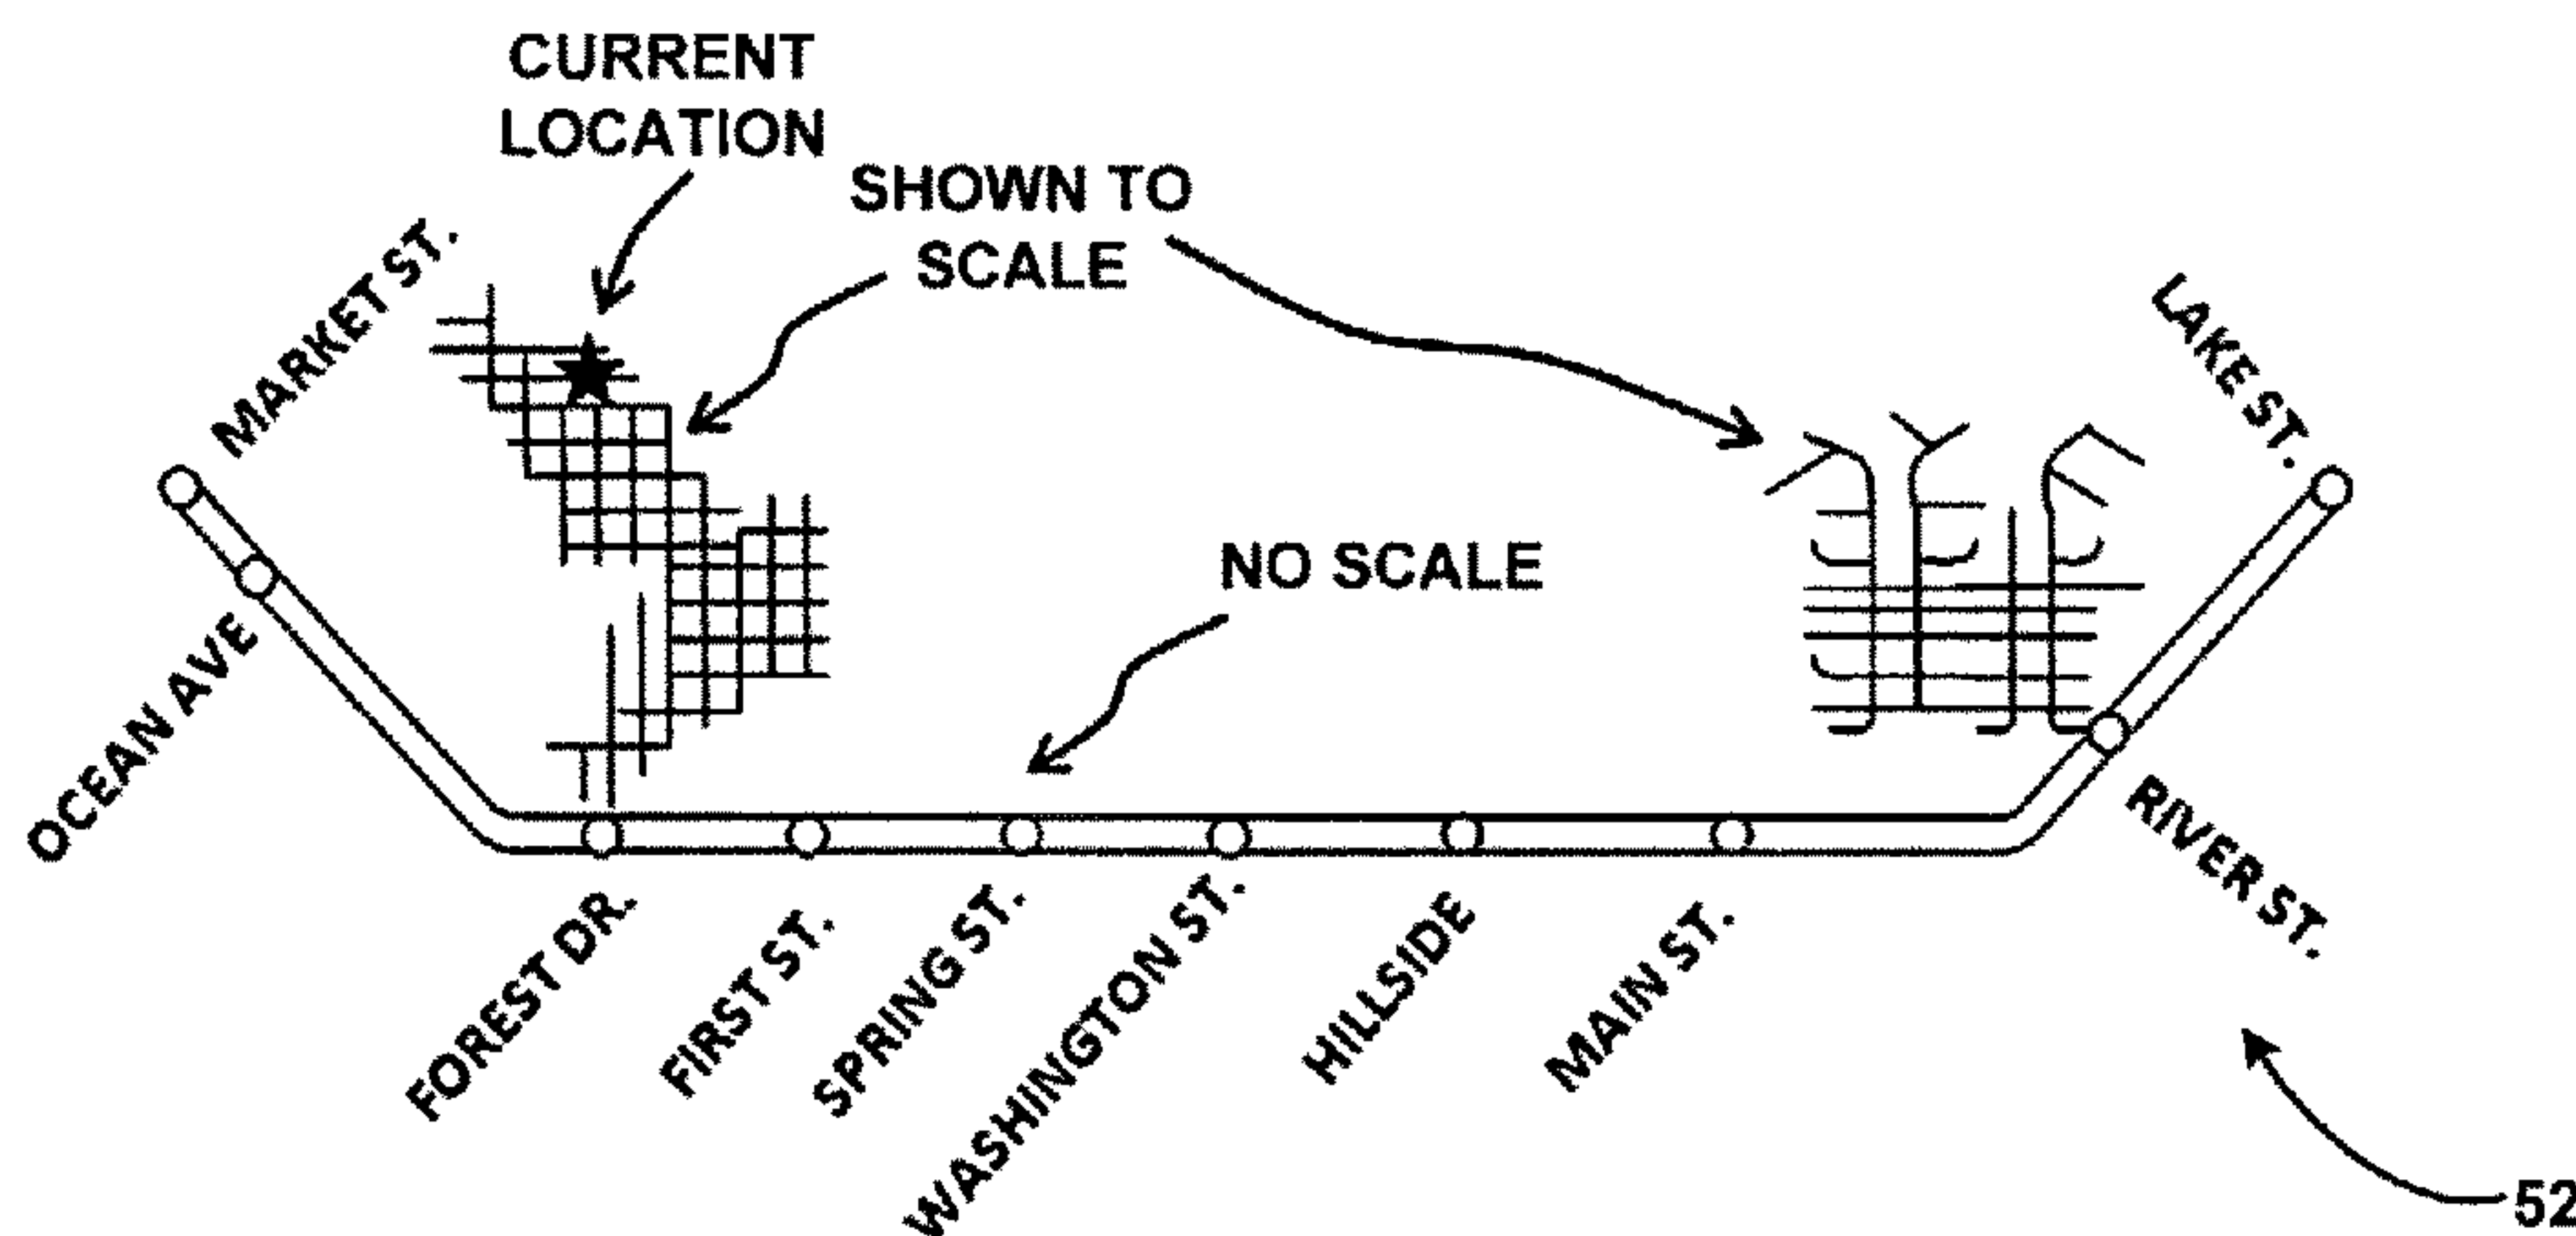 CURRENT
LOCATION
SHOWN TO
SCALE
MARKET ST.
LAKE ST.
NO SCALE
OCEAN AVE
RIVER ST.
FOREST DR.
FIRST ST.
SPRING ST.
WASHINGTON ST.
HILLSIDE
MAIN ST.
52